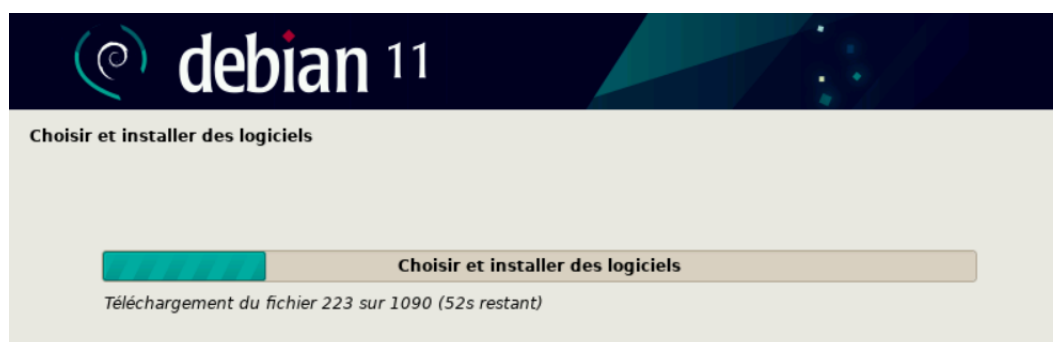 debian 11
Choisir et installer des logiciels
Choisir et installer des logiciels
Téléchargement du fichier 223 sur 1090 (52s restant)